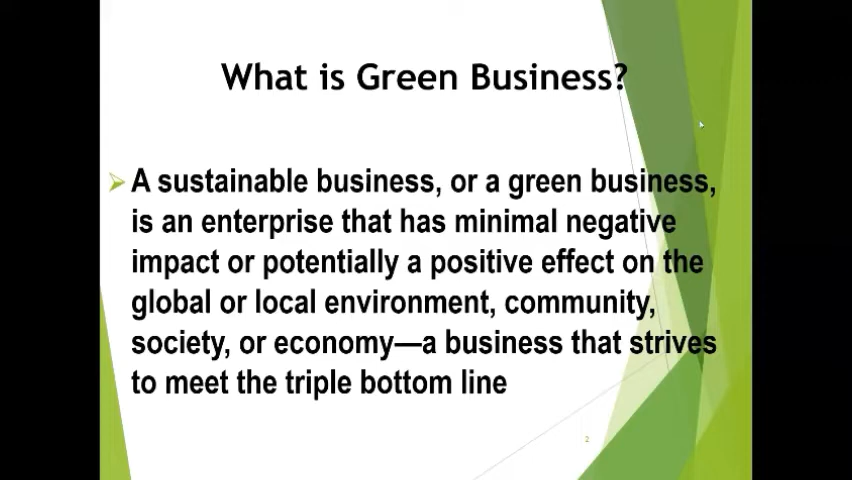 What is Green Business?
A sustainable business, or a green business,
is an enterprise that has minimal negative
impact or potentially a positive effect on the
global or local environment, community,
society, or economy—a business that strives
to meet the triple bottom line
2